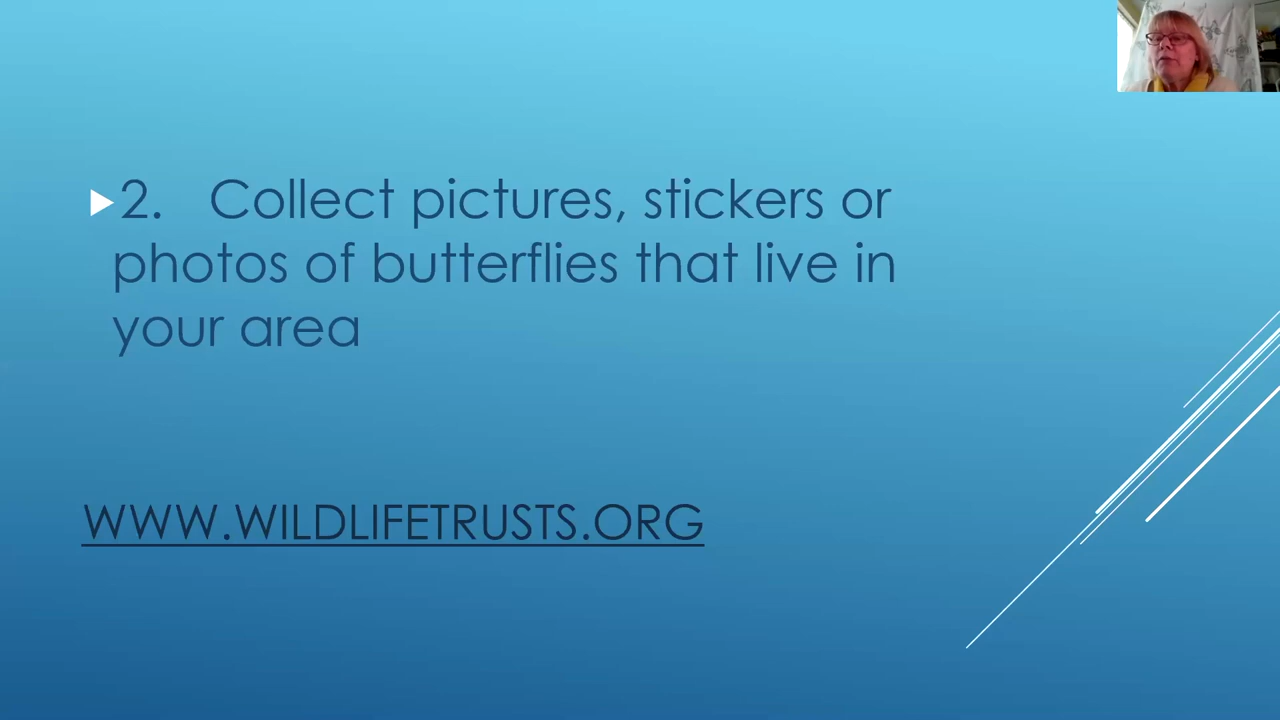 2. Collect pictures, stickers or
photos of butterflies that live in
your area
WWW.WILDLIFETRUSTS.ORG